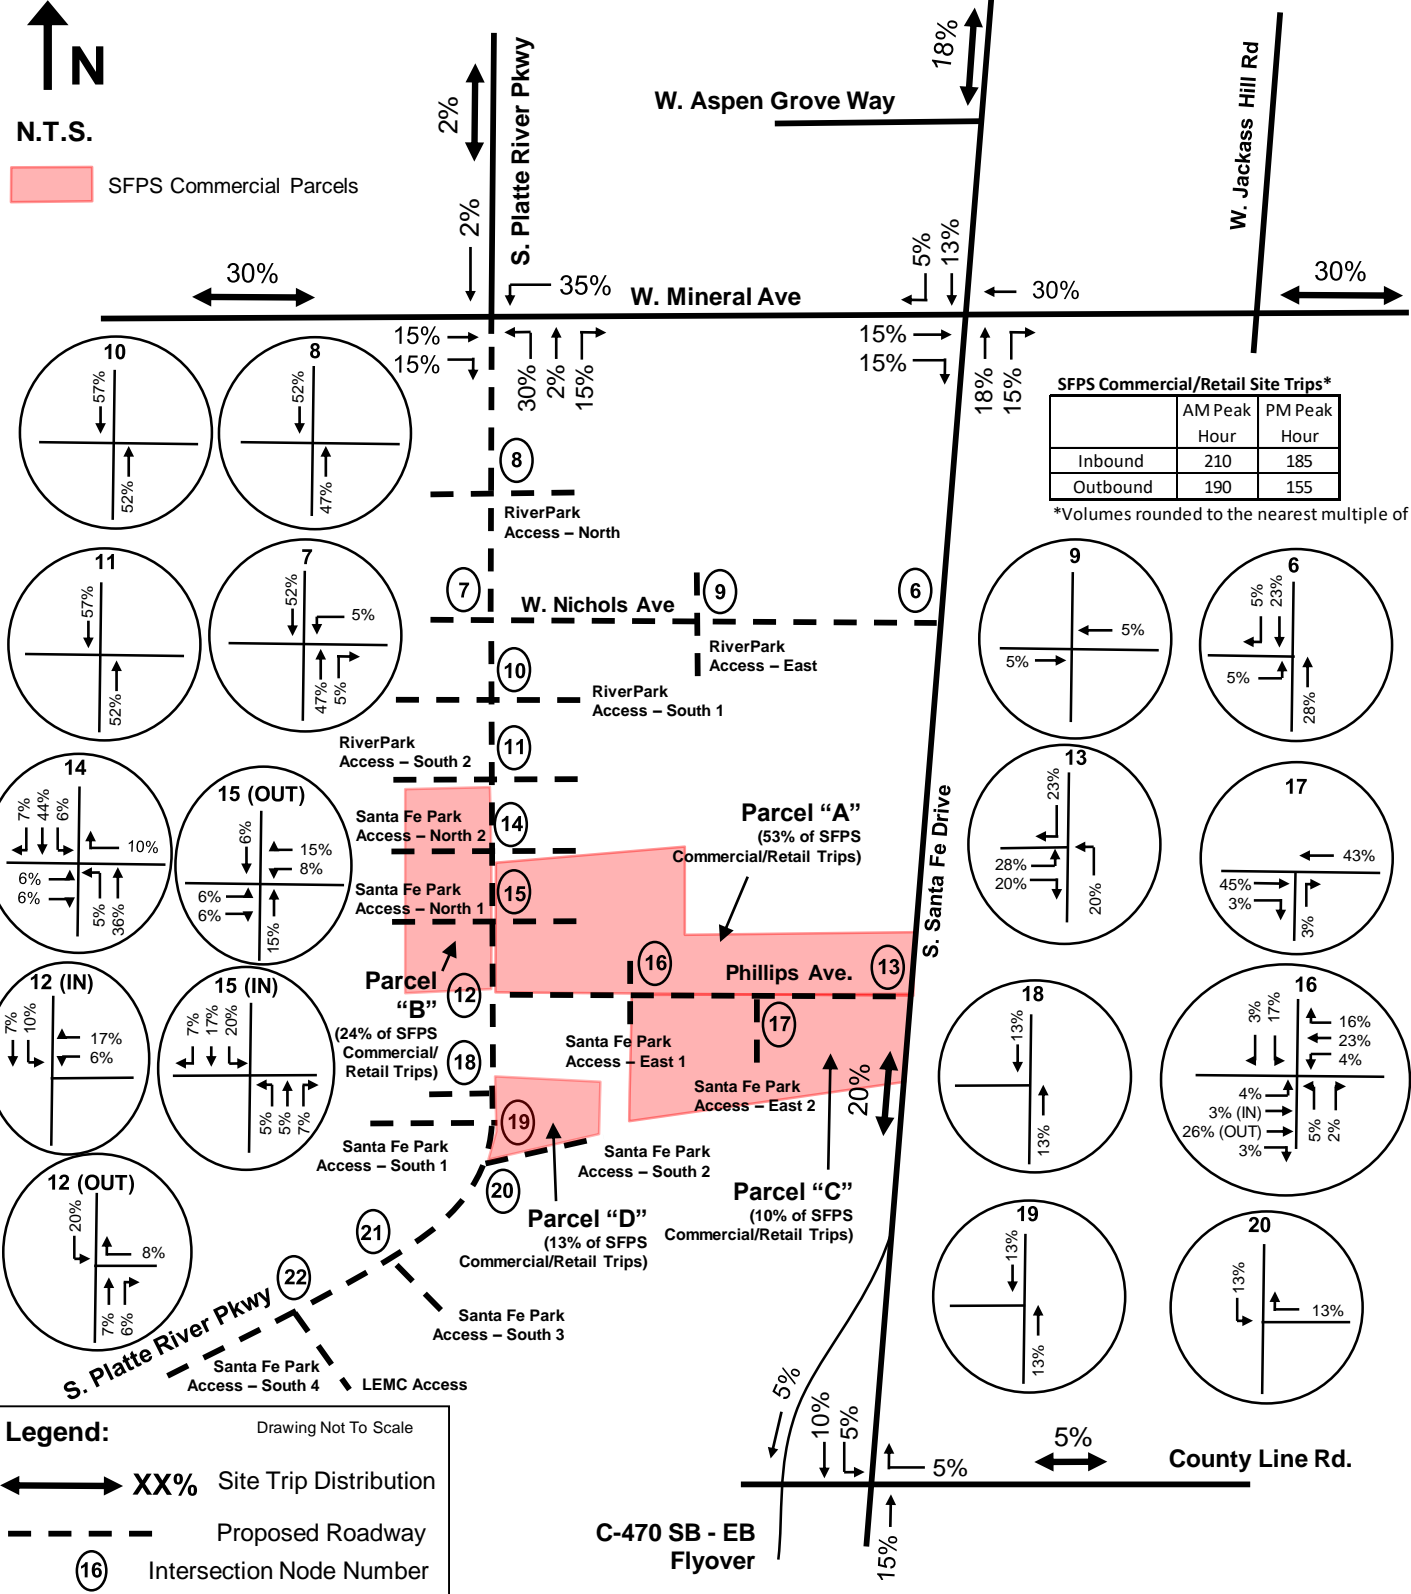 N
N.T.S.
SFPS Commercial Parcels
2%
S. Platte River Pkwy
18%
W. Aspen Grove Way
W. Jackass Hill Rd
2%
5%
13%
30%
35%
W. Mineral Ave
30%
30%
15%
15%
30%
2%
15%
15%
15%
18%
15%
SFPS Commercial/Retail Site Trips*
AM Peak Hour
PM Peak Hour
Inbound 210 185
Outbound 190 155
*Volumes rounded to the nearest multiple of
10
57%
52%
8
52%
47%
8
RiverPark
Access – North
11
57%
52%
7
52%
5%
47%
5%
7
W. Nichols Ave
9
6
RiverPark
Access – East
10
RiverPark
Access – South 1
RiverPark
Access – South 2
11
9
5%
5%
6
5%
23%
5%
28%
14
7%
44%
6%
10%
6%
6%
5%
36%
15 (OUT)
6%
15%
8%
6%
6%
15%
Santa Fe Park
Access – North 2
14
Santa Fe Park
Access – North 1
15
Parcel “A”
(53% of SFPS
Commercial/Retail Trips)
S. Santa Fe Drive
13
23%
28%
20%
20%
17
43%
45%
3%
3%
12 (IN)
7%
10%
17%
6%
15 (IN)
7%
17%
20%
5%
5%
7%
Parcel
“B”
(24% of SFPS
Commercial/
Retail Trips)
12
16
Phillips Ave.
13
17
18
Santa Fe Park
Access – East 1
Santa Fe Park
Access – East 2
20%
18
13%
13%
16
3%
17%
16%
23%
4%
4%
3% (IN)
26% (OUT)
3%
5%
2%
19
Santa Fe Park
Access – South 1
Santa Fe Park
Access – South 2
20
12 (OUT)
20%
8%
7%
6%
Parcel “D”
(13% of SFPS
Commercial/Retail Trips)
Parcel “C”
(10% of SFPS
Commercial/Retail Trips)
19
13%
13%
20
13%
13%
21
22
S. Platte River Pkwy
Santa Fe Park
Access – South 3
Santa Fe Park
Access – South 4
LEMC Access
5%
10%
5%
5%
5%
County Line Rd.
15%
C-470 SB - EB
Flyover
Legend:
Drawing Not To Scale
XX% Site Trip Distribution
Proposed Roadway
16 Intersection Node Number